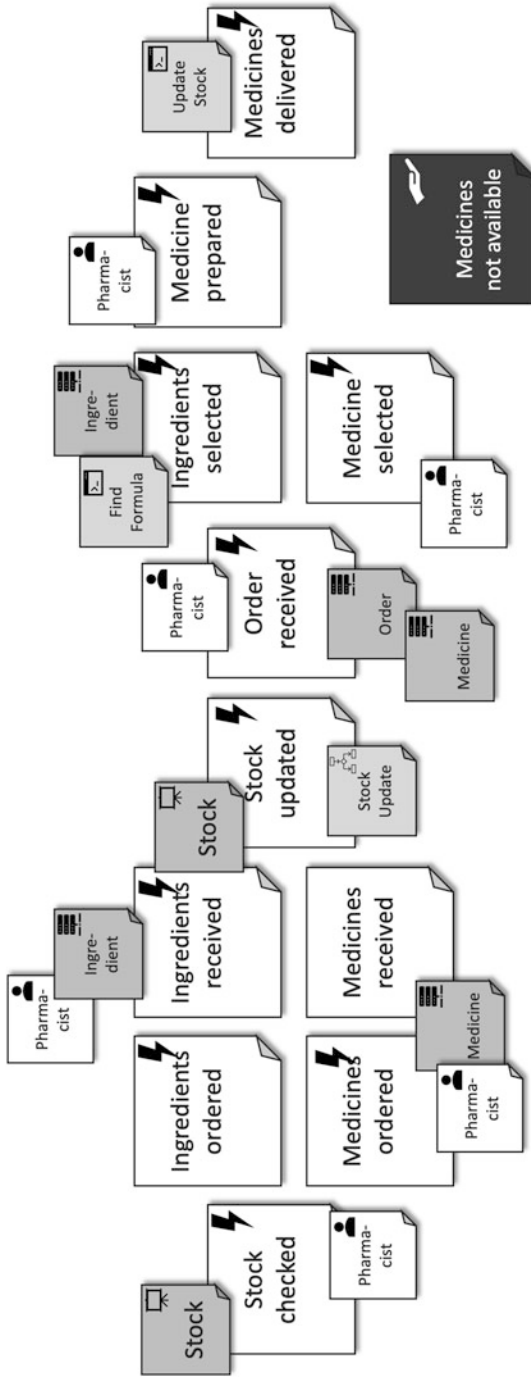 Stock
Stock
checked
Pharma-
cist
Ingredients
ordered
Medicines
ordered
Pharma-
cist
Ingre-
dient
Ingredients
received
Medicines
received
Medicine
Pharma-
cist
Stock
Stock
updated
Stock
Update
Pharma-
cist
Order
received
Order
Medicine
Find
Formula
Ingre-
dient
Ingredients
selected
Medicine
selected
Pharma-
cist
Pharma-
cist
Medicine
prepared
Update
Stock
Medicines
delivered
Medicines
not available